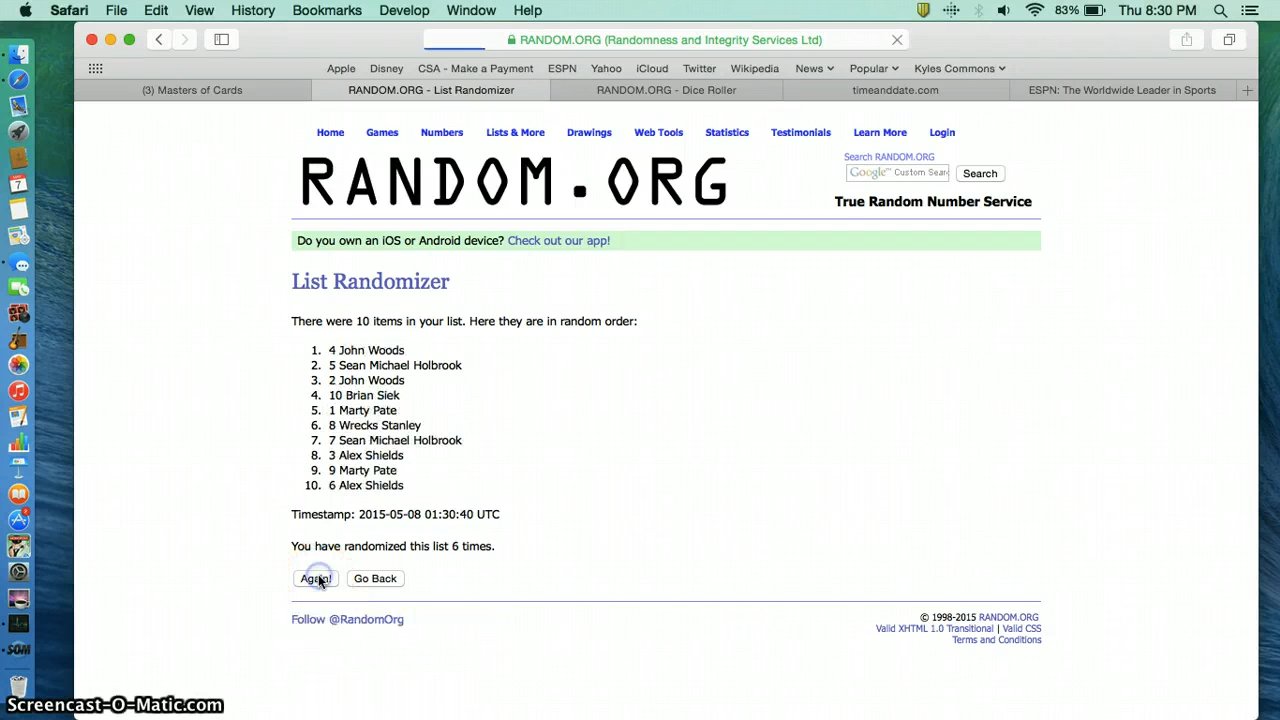 Safari File Edit View History Bookmarks Develop Window Help 83% Thu 8:30 PM
RANDOM.ORG (Randomness and Integrity Services Ltd)
Apple Disney CSA - Make a Payment ESPN Yahoo iCloud Twitter Wikipedia News Popular Kyles Commons
(3) Masters of Cards RANDOM.ORG - List Randomizer RANDOM.ORG - Dice Roller timeanddate.com ESPN: The Worldwide Leader in Sports
Home Games Numbers Lists & More Drawings Web Tools Statistics Testimonials Learn More Login
RANDOM.ORG
Search RANDOM.ORG
Google™ Custom Sear Search
True Random Number Service
Do you own an iOS or Android device? Check out our app!
List Randomizer
There were 10 items in your list. Here they are in random order:
1. 4 John Woods
2. 5 Sean Michael Holbrook
3. 2 John Woods
4. 10 Brian Siek
5. 1 Marty Pate
6. 8 Wrecks Stanley
7. 7 Sean Michael Holbrook
8. 3 Alex Shields
9. 9 Marty Pate
10. 6 Alex Shields
Timestamp: 2015-05-08 01:30:40 UTC
You have randomized this list 6 times.
Again! Go Back
Follow @RandomOrg
© 1998-2015 RANDOM.ORG
Valid XHTML 1.0 Transitional | Valid CSS
Terms and Conditions
7
SOM
Screencast-O-Matic.com